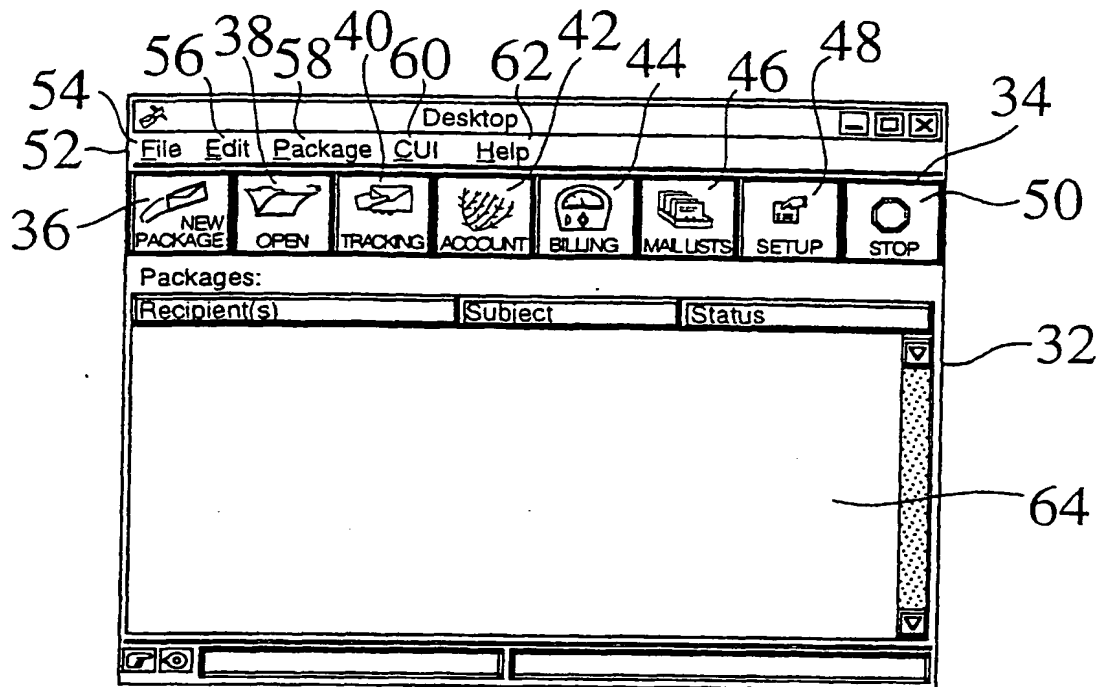 38 40 42
56 58 60 62 44 46 48
54 34
Desktop
52
File Edit Package CUI Help
50
36
NEW PACKAGE OPEN TRACKING ACCOUNT BILLING MAIL LISTS SETUP STOP
Packages:
Recipient(s) Subject Status
32
64